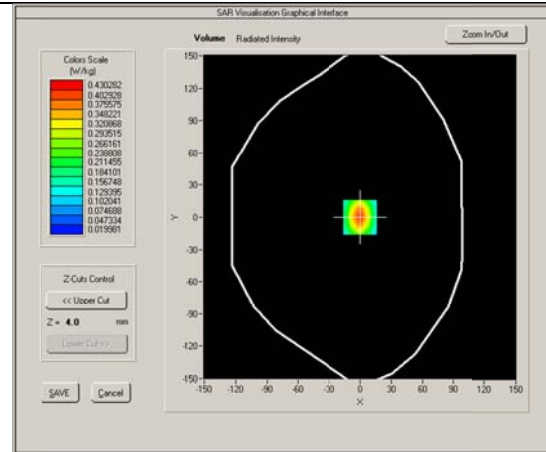 SAR Visualisation Graphical Interface
Volume Radiated Intensity
Zoom In/Out
Colors Scale
(W/kg)
0.430282
0.402928
0.375575
0.348221
0.320868
0.293515
0.266161
0.238808
0.211455
0.184101
0.156748
0.129395
0.102041
0.074688
0.047334
0.019981
Z-Cuts Control
<< Upper Cut
Z = 4.0 mm
Lower Cut >>
SAVE Cancel
Y
150
120
90
60
30
0
-30
-60
-90
-120
-150
-150 -120 -90 -60 -30 0 30 60 90 120 150
X